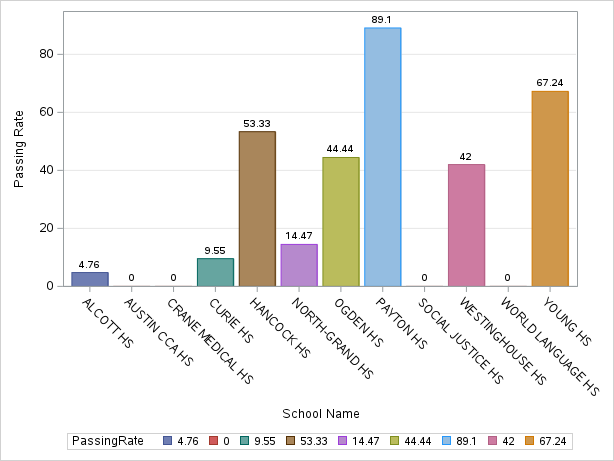 89.1
80
67.24
60
53.33
44.44
42
40
20
14.47
9.55
4.76
0
0
0
0
0
Passing Rate
ALCOTT HS
AUSTIN CCA HS
CRANE MEDICAL HS
CURIE HS
HANCOCK HS
NORTH-GRAND HS
OGDEN HS
PAYTON HS
SOCIAL JUSTICE HS
WESTINGHOUSE HS
WORLD LANGUAGE HS
YOUNG HS
School Name
PassingRate 4.76 0 9.55 53.33 14.47 44.44 89.1 42 67.24